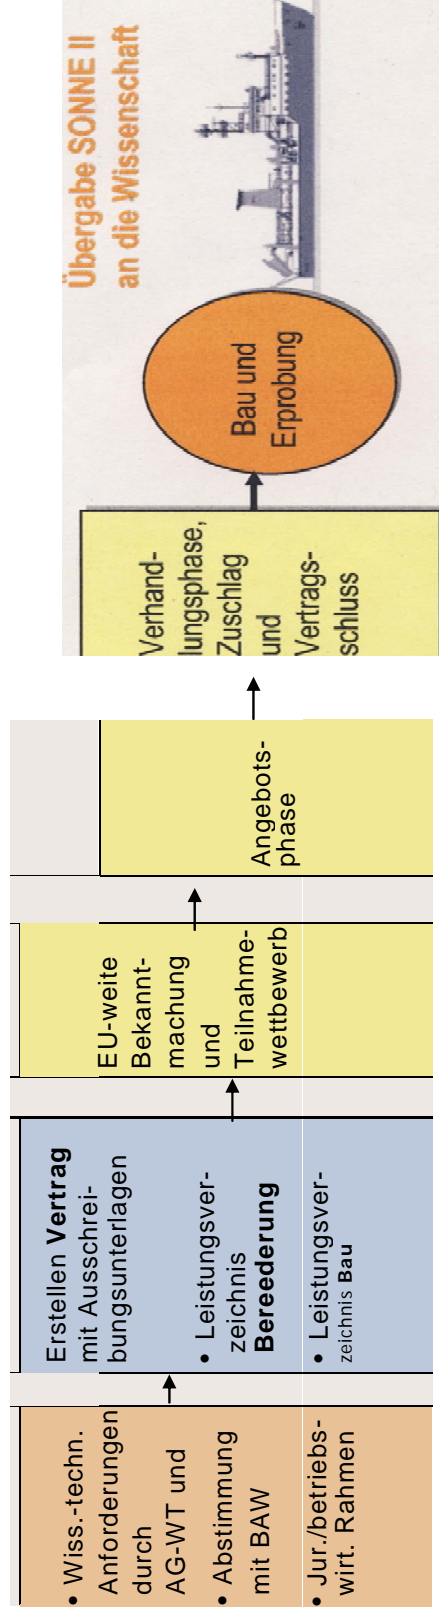 • Wiss.-techn.
Anforderungen
durch
AG-WT und
• Abstimmung
mit BAW
• Jur./betriebs-
wirt. Rahmen
Erstellen Vertrag
mit Ausschrei-
bungsunterlagen
• Leistungsver-
zeichnis
Bereederung
• Leistungsver-
zeichnis Bau
EU-weite
Bekannt-
machung
und
Teilnahme-
wettbewerb
Angebots-
phase
Verhand-
lungsphase,
Zuschlag
und
Vertrags-
schluss
Bau und
Erprobung
Übergabe SONNE II
an die Wissenschaft